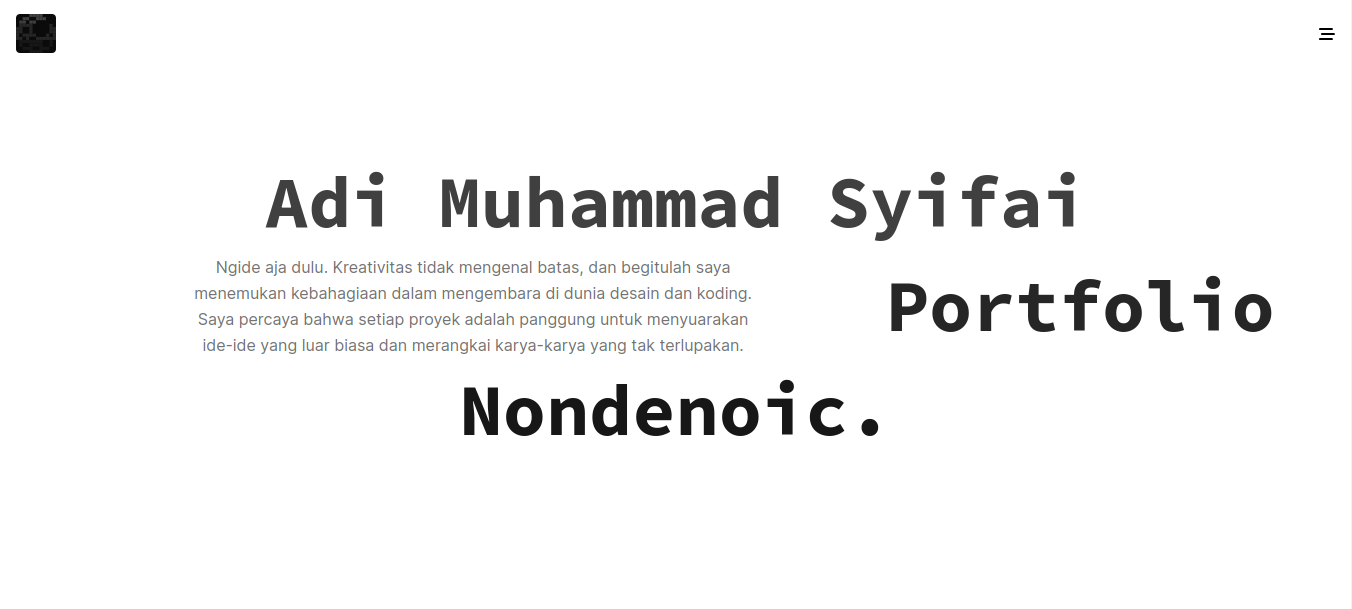 Adi Muhammad Syifai
Ngide aja dulu. Kreativitas tidak mengenal batas, dan begitulah saya
menemukan kebahagiaan dalam mengembara di dunia desain dan koding.
Saya percaya bahwa setiap proyek adalah panggung untuk menyuarakan
ide-ide yang luar biasa dan merangkai karya-karya yang tak terlupakan.
Portfolio
Nondenoic.